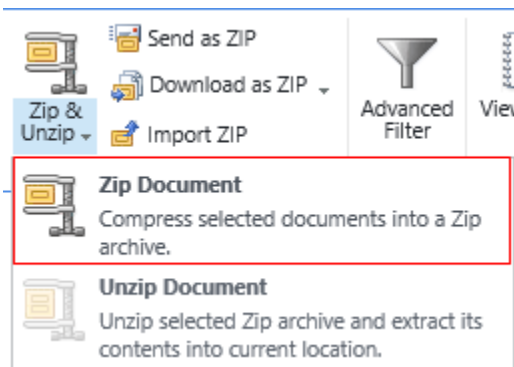 Send as ZIP
Download as ZIP
Import ZIP
Zip &
Unzip
Advanced
Filter
Zip Document
Compress selected documents into a Zip
archive.
Unzip Document
Unzip selected Zip archive and extract its
contents into current location.